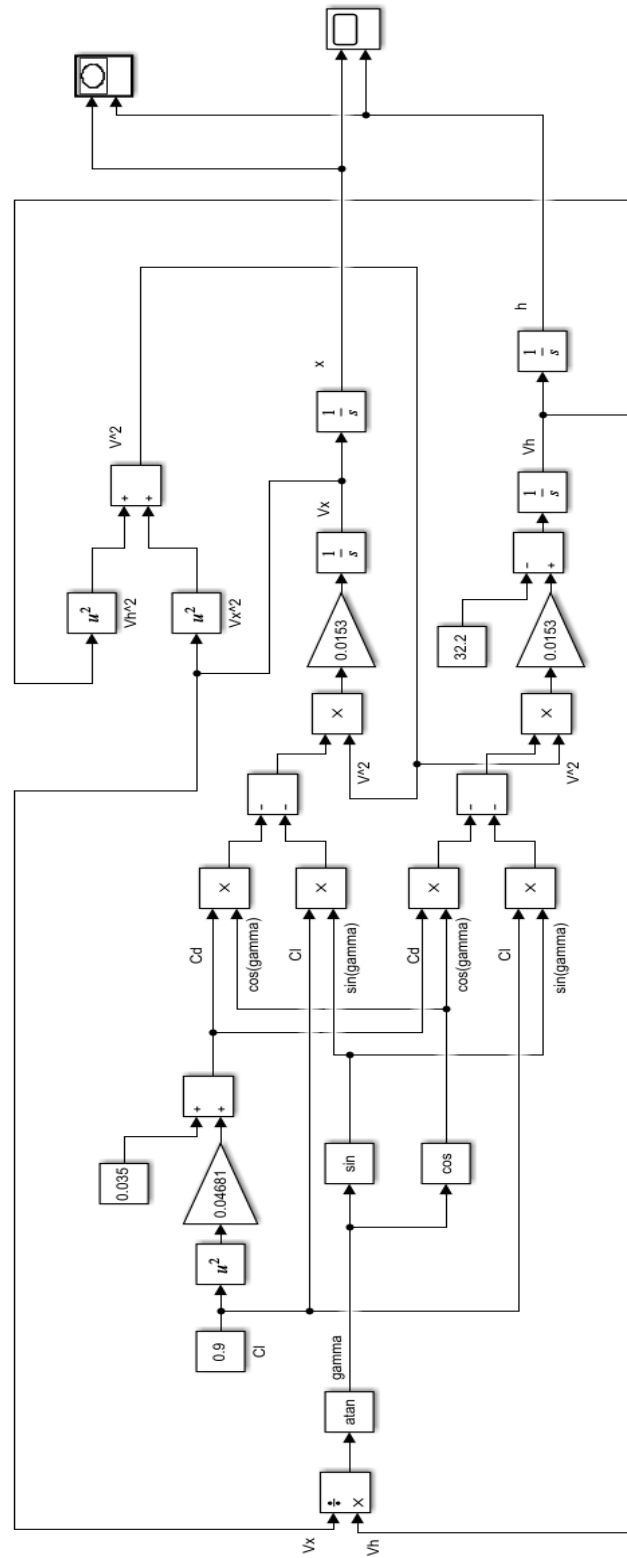 Vx
Vh
÷
×
atan
gamma
0.9
Cl
u²
0.04681
0.035
+
+
sin
cos
Cd
cos(gamma)
×
Cl
sin(gamma)
×
-
-
V^2
×
0.0153
1
s
Vx
1
s
x
u²
Vh^2
u²
Vx^2
+
+
V^2
Cd
cos(gamma)
×
Cl
sin(gamma)
×
-
-
V^2
×
0.0153
32.2
-
+
1
s
Vh
1
s
h